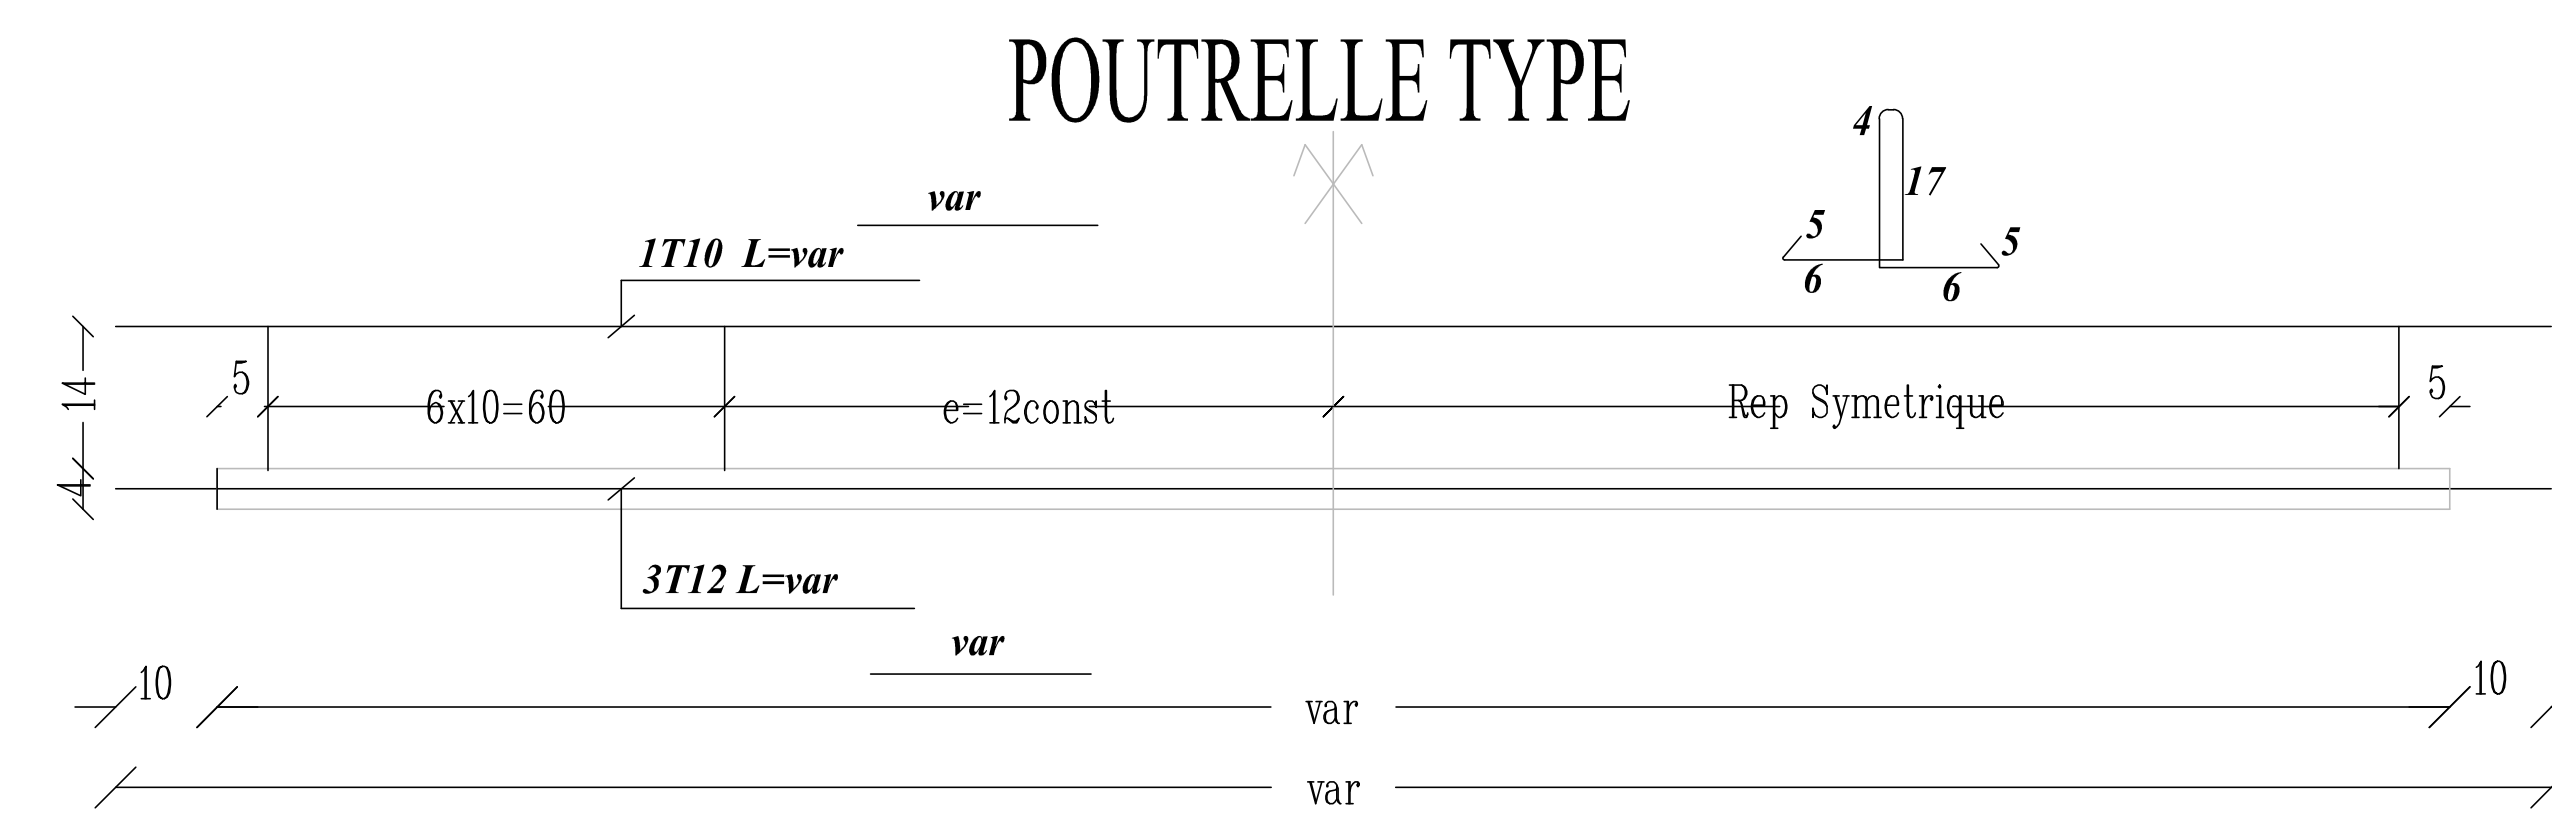 POUTRELLE TYPE
4
17
var
5
5
1T10 L=var
6
6
14
5
6x10=60
e=12const
Rep Symetrique
5
4
3T12 L=var
var
10
var
10
var